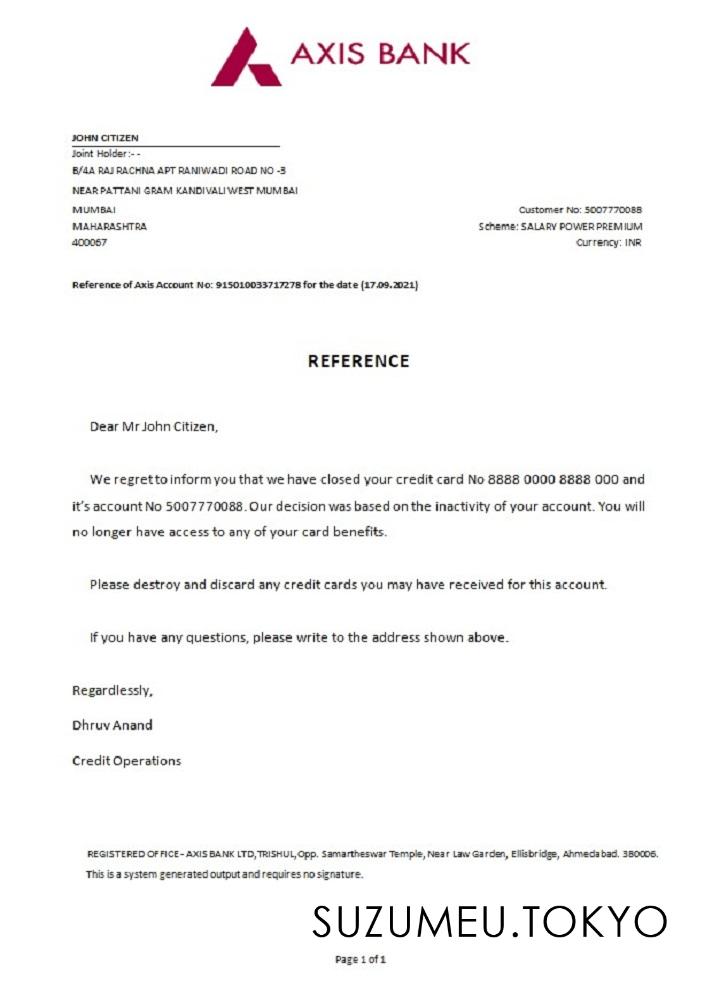 AXIS BANK
JOHN CITIZEN
Joint Holder:- -
B/4A RAJ RACHNA APT RANIWADI ROAD NO -3
NEAR PATTANI GRAM KANDIVALI WEST MUMBAI
MUMBAI
Customer No: 5007770088
MAHARASHTRA
Scheme: SALARY POWER PREMIUM
400067
Currency: INR
Reference of Axis Account No: 915010033717278 for the date (17.09.2021)
REFERENCE
Dear Mr John Citizen,
We regret to inform you that we have closed your credit card No 8888 0000 8888 000 and
it's account No 5007770088. Our decision was based on the inactivity of your account. You will
no longer have access to any of your card benefits.
Please destroy and discard any credit cards you may have received for this account.
If you have any questions, please write to the address shown above.
Regardlessly,
Dhruv Anand
Credit Operations
REGISTERED OFFICE - AXIS BANK LTD, TRISHUL, Opp. Samartheswar Temple, Near Law Garden, Ellisbridge, Ahmedabad. 380006.
This is a system generated output and requires no signature.
SUZUMEU.TOKYO
Page 1 of 1